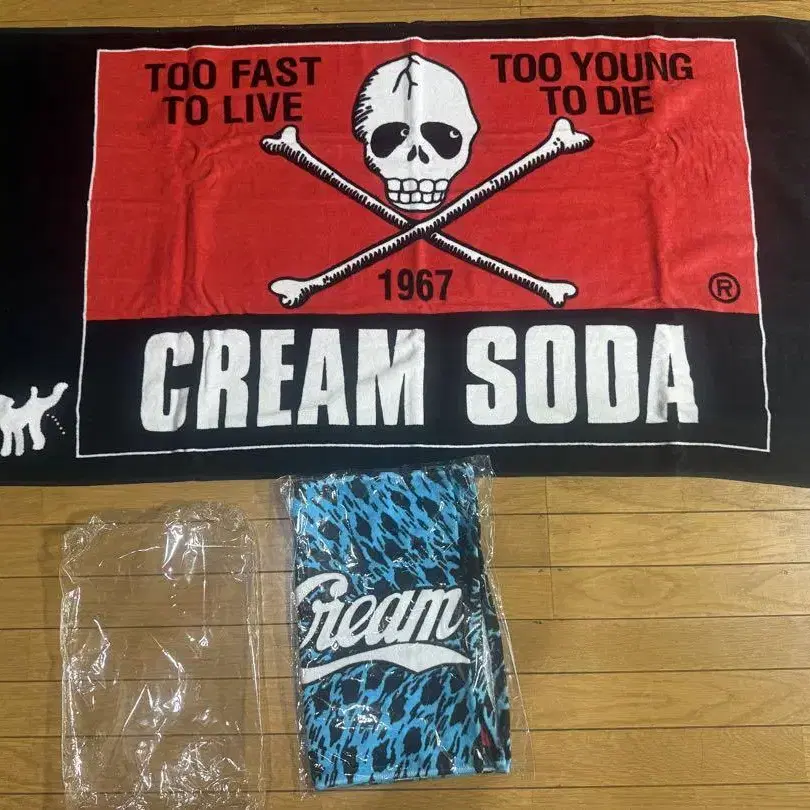 TOO FAST
TO LIVE
TOO YOUNG
TO DIE
1967
®
CREAM SODA
Cream